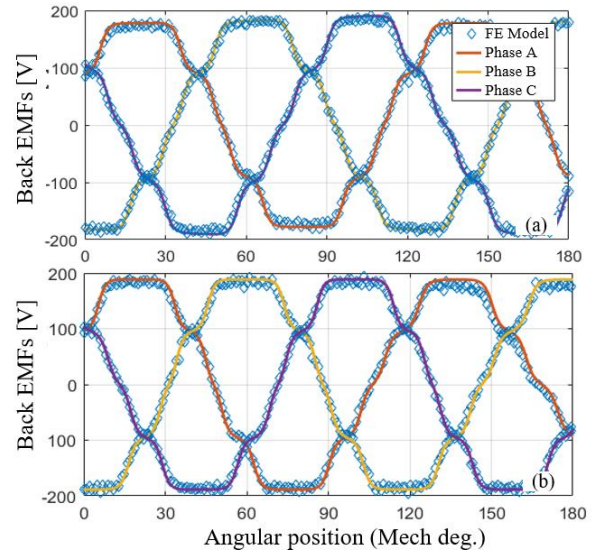 200
100
0
-100
-200
Back EMFs [V]
FE Model
Phase A
Phase B
Phase C
(a)
0 30 60 90 120 150 180
200
100
0
-100
-200
Back EMFs [V]
(b)
0 30 60 90 120 150 180
Angular position (Mech deg.)